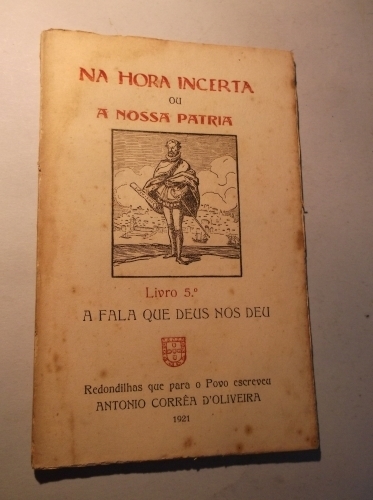 NA HORA INCERTA
OU
A NOSSA PATRIA
Livro 5.º
A FALA QUE DEUS NOS DEU
Redondilhas que para o Povo escreveu
ANTONIO CORRÊA D'OLIVEIRA
1921